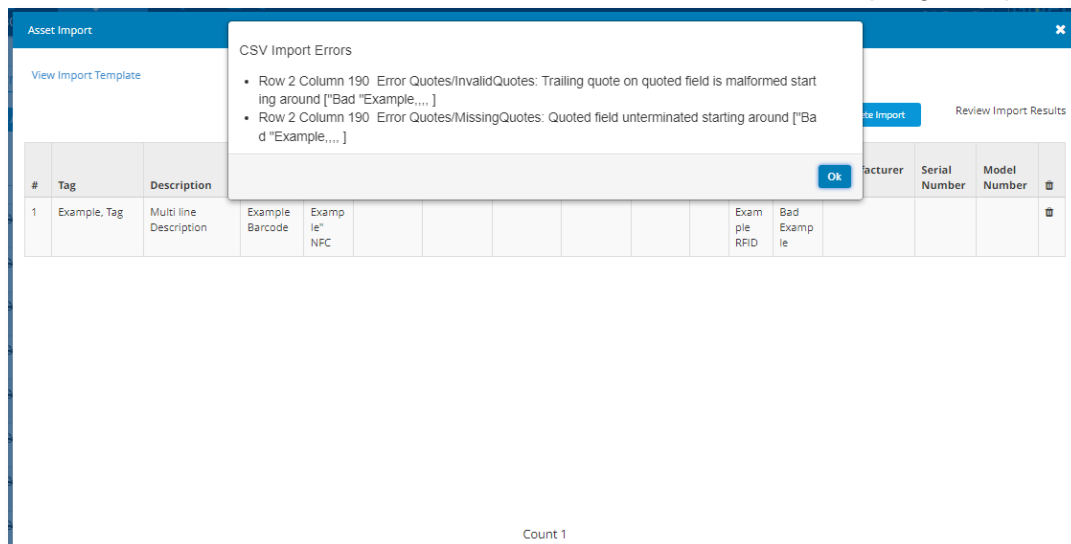 Asset Import
CSV Import Errors
View Import Template
• Row 2 Column 190 Error Quotes/InvalidQuotes: Trailing quote on quoted field is malformed start
ing around ["Bad "Example,,,, ]
• Row 2 Column 190 Error Quotes/MissingQuotes: Quoted field unterminated starting around ["Ba
d "Example,,,, ]
Ok
Import
Review Import Results
# Tag Description
Serial Number
Model Number
1 Example, Tag
Multi line
Description
Example
Barcode
Examp
le"
NFC
Exam
ple
RFID
Bad
Examp
le
Count 1